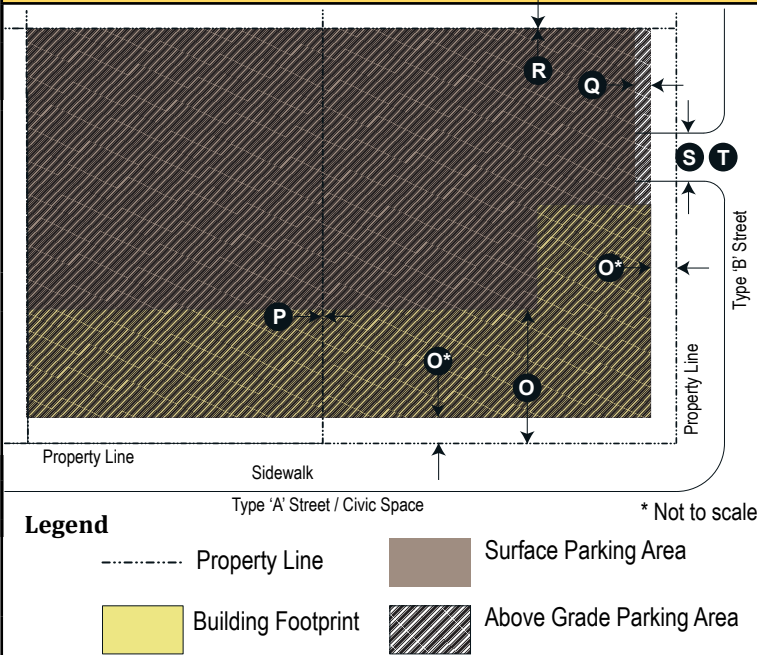 R
Q
S T
Type 'B' Street
O*
P
O*
O
Property Line
Property Line
Sidewalk
Type 'A' Street / Civic Space
* Not to scale
Legend
Property Line
Surface Parking Area
Building Footprint
Above Grade Parking Area